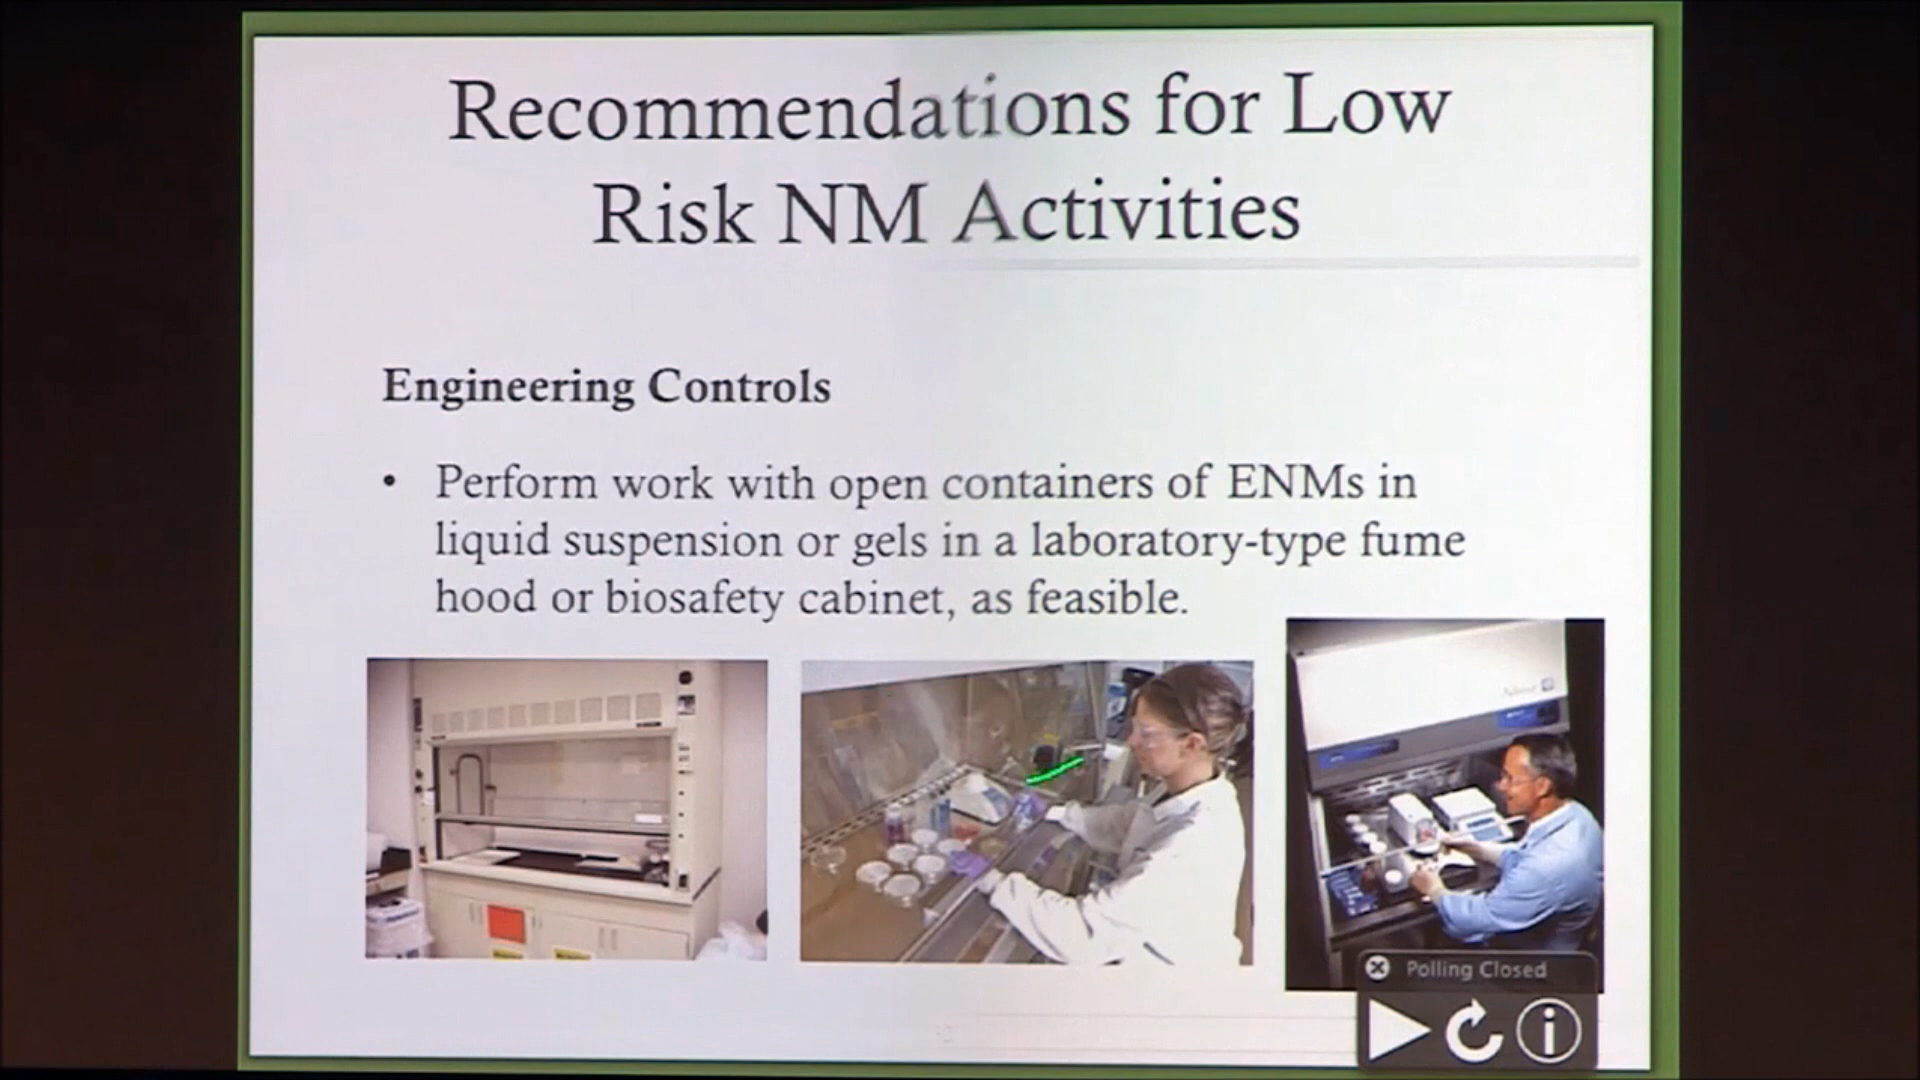 Recommendations for Low
Risk NM Activities
Engineering Controls
• Perform work with open containers of ENMs in
liquid suspension or gels in a laboratory-type fume
hood or biosafety cabinet, as feasible.
Polling Closed